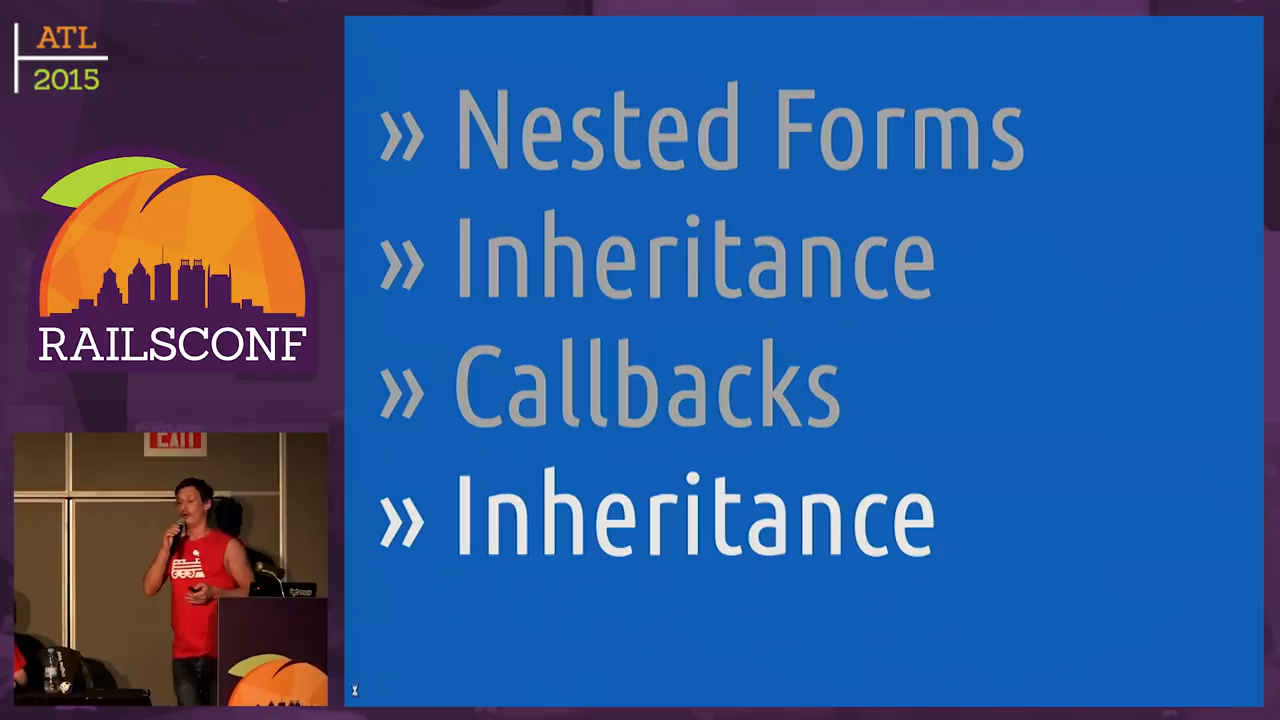 ATL
2015
RAILSCONF
EXIT
» Nested Forms
» Inheritance
» Callbacks
» Inheritance